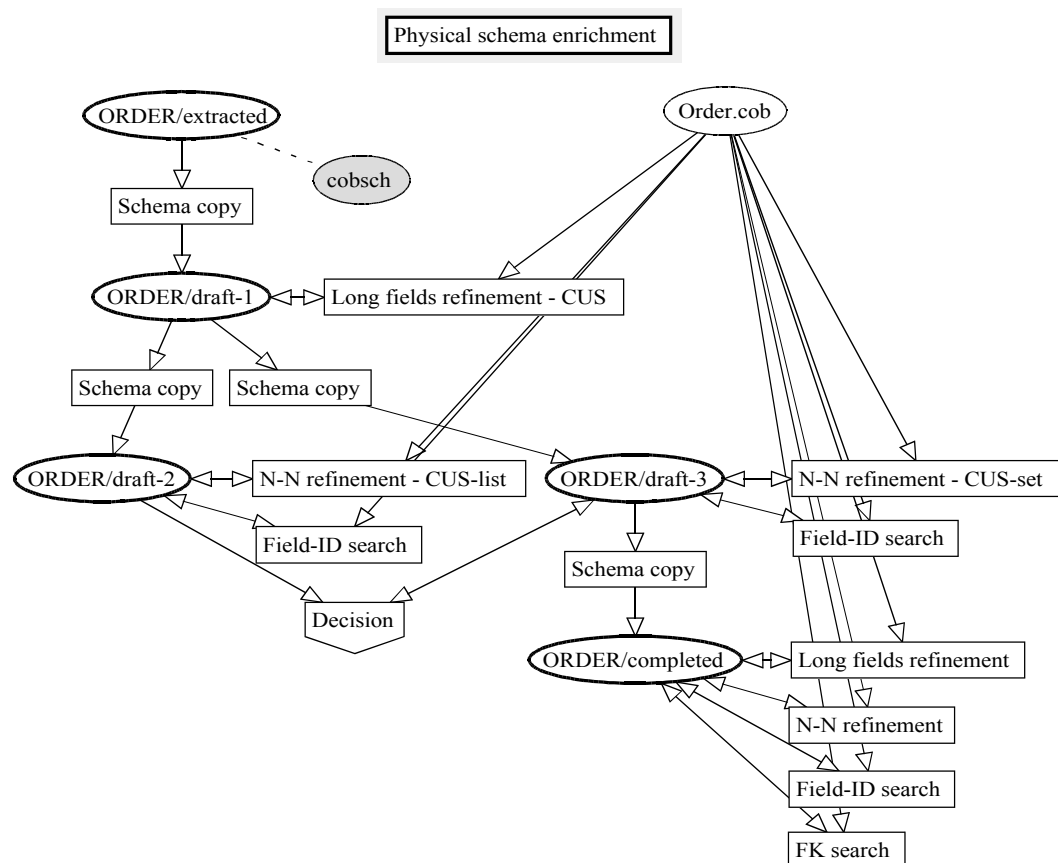 Physical schema enrichment
ORDER/extracted
Order.cob
cobsch
Schema copy
ORDER/draft-1
Long fields refinement - CUS
Schema copy
Schema copy
ORDER/draft-2
N-N refinement - CUS-list
ORDER/draft-3
N-N refinement - CUS-set
Field-ID search
Field-ID search
Schema copy
Decision
ORDER/completed
Long fields refinement
N-N refinement
Field-ID search
FK search